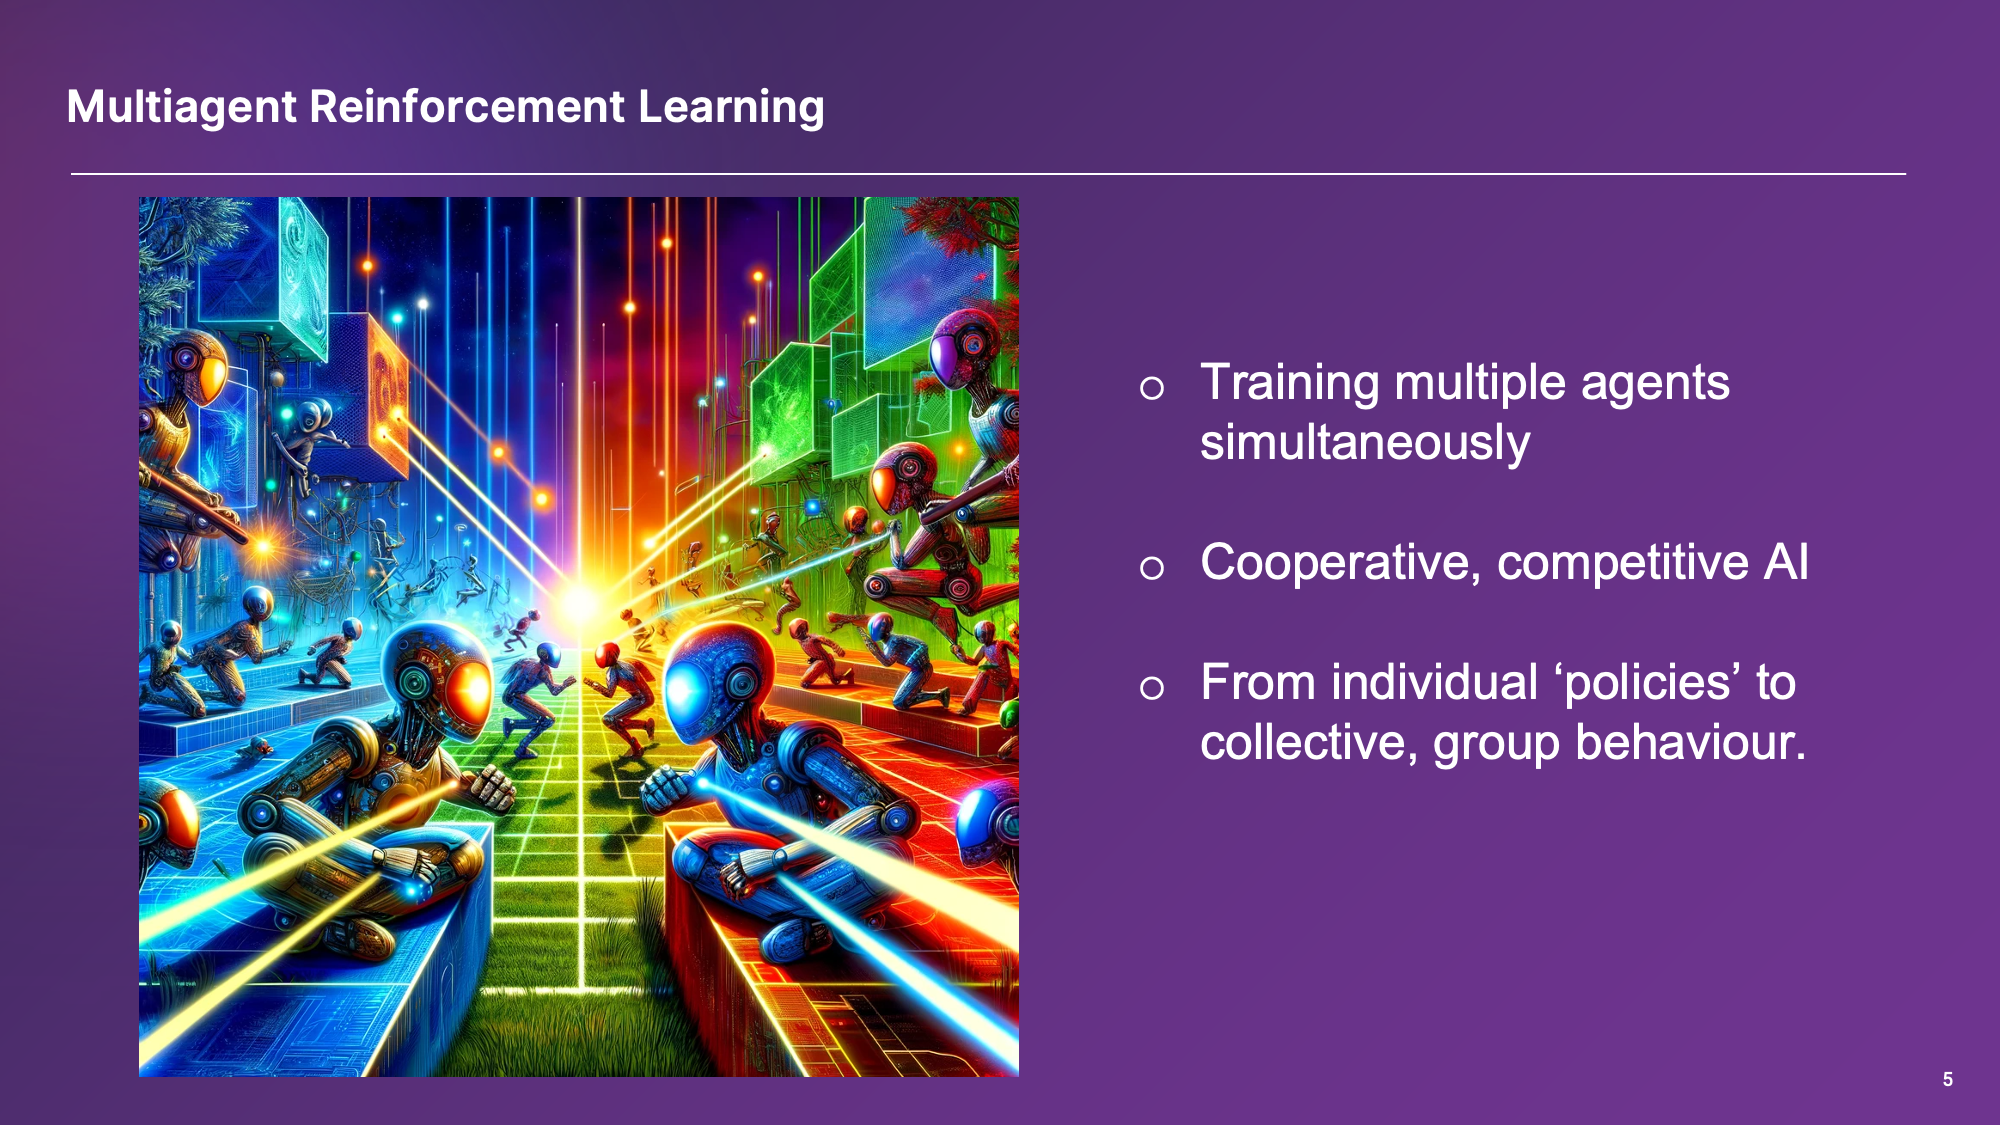 Multiagent Reinforcement Learning
○ Training multiple agents
simultaneously
○ Cooperative, competitive AI
○ From individual ‘policies’ to
collective, group behaviour.
5